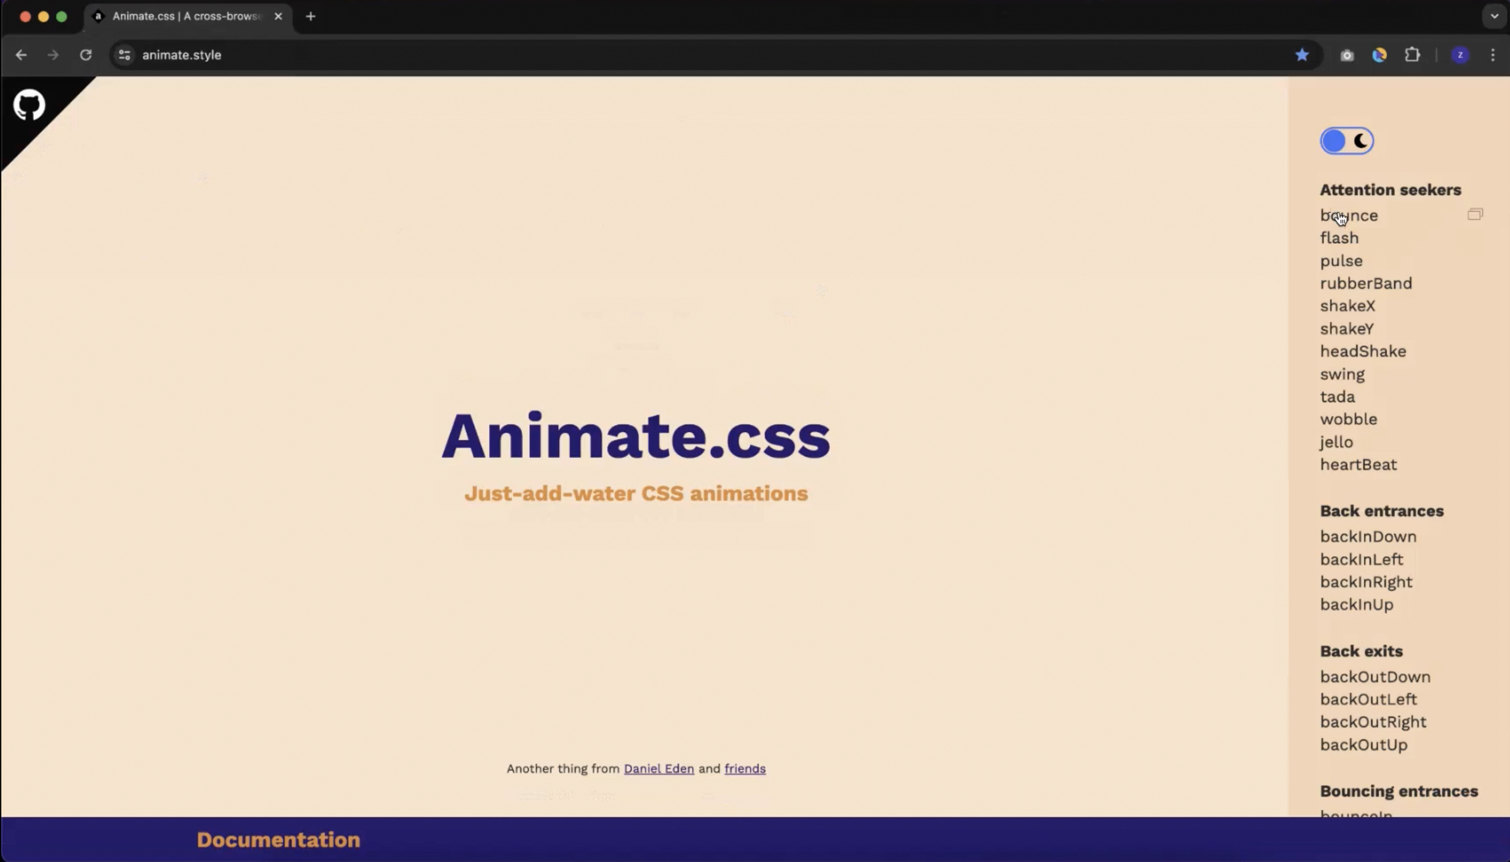 Animate.css | A cross-brows
animate.style
z
Attention seekers
bounce
flash
pulse
rubberBand
shakeX
shakeY
headShake
swing
tada
wobble
jello
heartBeat
Back entrances
backInDown
backInLeft
backInRight
backInUp
Back exits
backOutDown
backOutLeft
backOutRight
backOutUp
Bouncing entrances
bounceIn
Animate.css
Just-add-water CSS animations
Another thing from Daniel Eden and friends
Documentation